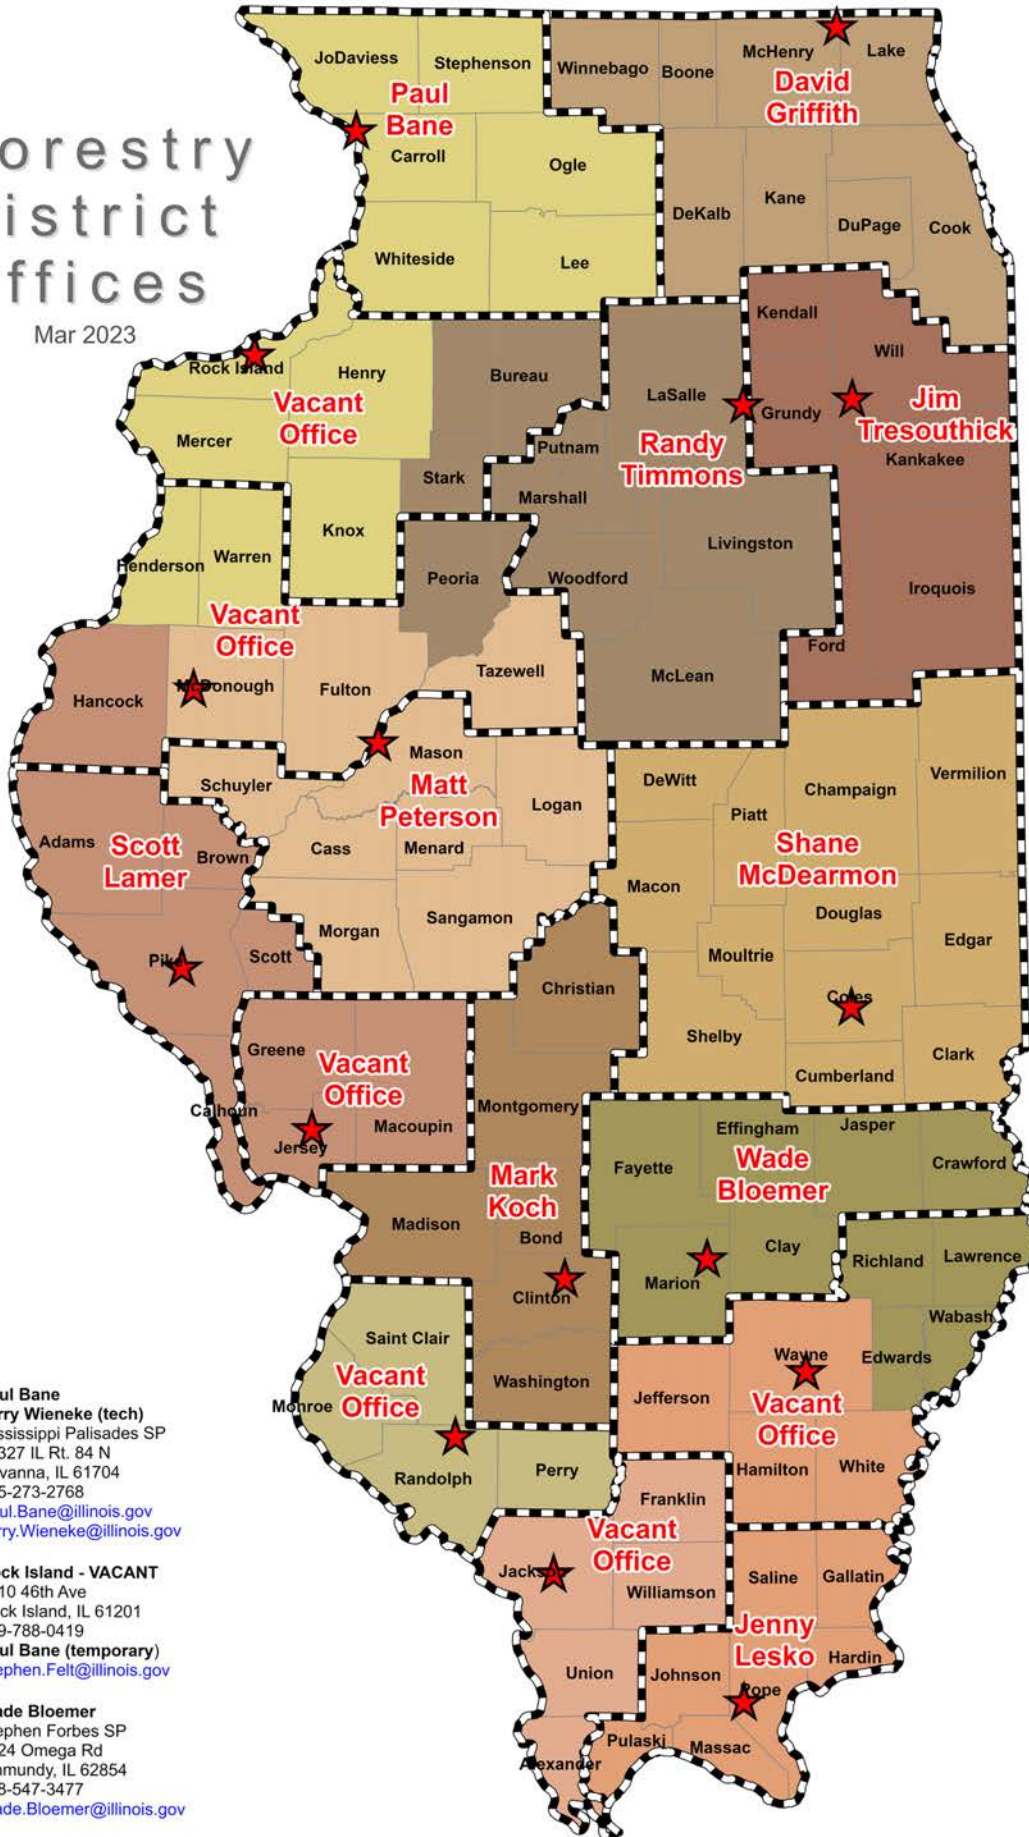 orestry
istrict
ffices
Mar 2023
JoDaviess
Stephenson
Winnebago
Boone
McHenry
Lake
Paul
Bane
David
Griffith
Carroll
Ogle
DeKalb
Kane
DuPage
Cook
Whiteside
Lee
Kendall
Will
Rock Island
Henry
Bureau
LaSalle
Grundy
Jim
Tresouthick
Vacant
Office
Mercer
Putnam
Randy
Timmons
Kankakee
Stark
Marshall
Knox
Livingston
Henderson
Warren
Peoria
Woodford
Iroquois
Vacant
Office
Ford
Hancock
McDonough
Fulton
Tazewell
McLean
Mason
Schuyler
Matt
Peterson
Logan
DeWitt
Piatt
Champaign
Vermilion
Adams
Scott
Lamer
Brown
Cass
Menard
Shane
McDearmon
Macon
Morgan
Sangamon
Douglas
Edgar
Pike
Scott
Moultrie
Christian
Coles
Shelby
Greene
Vacant
Office
Clark
Cumberland
Calhoun
Montgomery
Jersey
Macoupin
Effingham
Jasper
Fayette
Wade
Bloemer
Crawford
Mark
Koch
Madison
Bond
Clay
Richland
Lawrence
Marion
Clinton
Saint Clair
Wabash
Wayne
Edwards
Vacant
Office
Washington
Jefferson
Monroe
Vacant
Office
Randolph
Perry
Hamilton
White
Franklin
Vacant
Office
Jackson
Williamson
Saline
Gallatin
Jenny
Lesko
Union
Johnson
Hardin
Pope
Pulaski
Massac
Alexander
ul Bane
rry Wieneke (tech)
ssissippi Palisades SP
327 IL Rt. 84 N
vanna, IL 61704
5-273-2768
ul.Bane@illinois.gov
rry.Wieneke@illinois.gov
ock Island - VACANT
10 46th Ave
ck Island, IL 61201
9-788-0419
ul Bane (temporary)
ephen.Felt@illinois.gov
ade Bloemer
ephen Forbes SP
24 Omega Rd
nmundy, IL 62854
8-547-3477
ade.Bloemer@illinois.gov